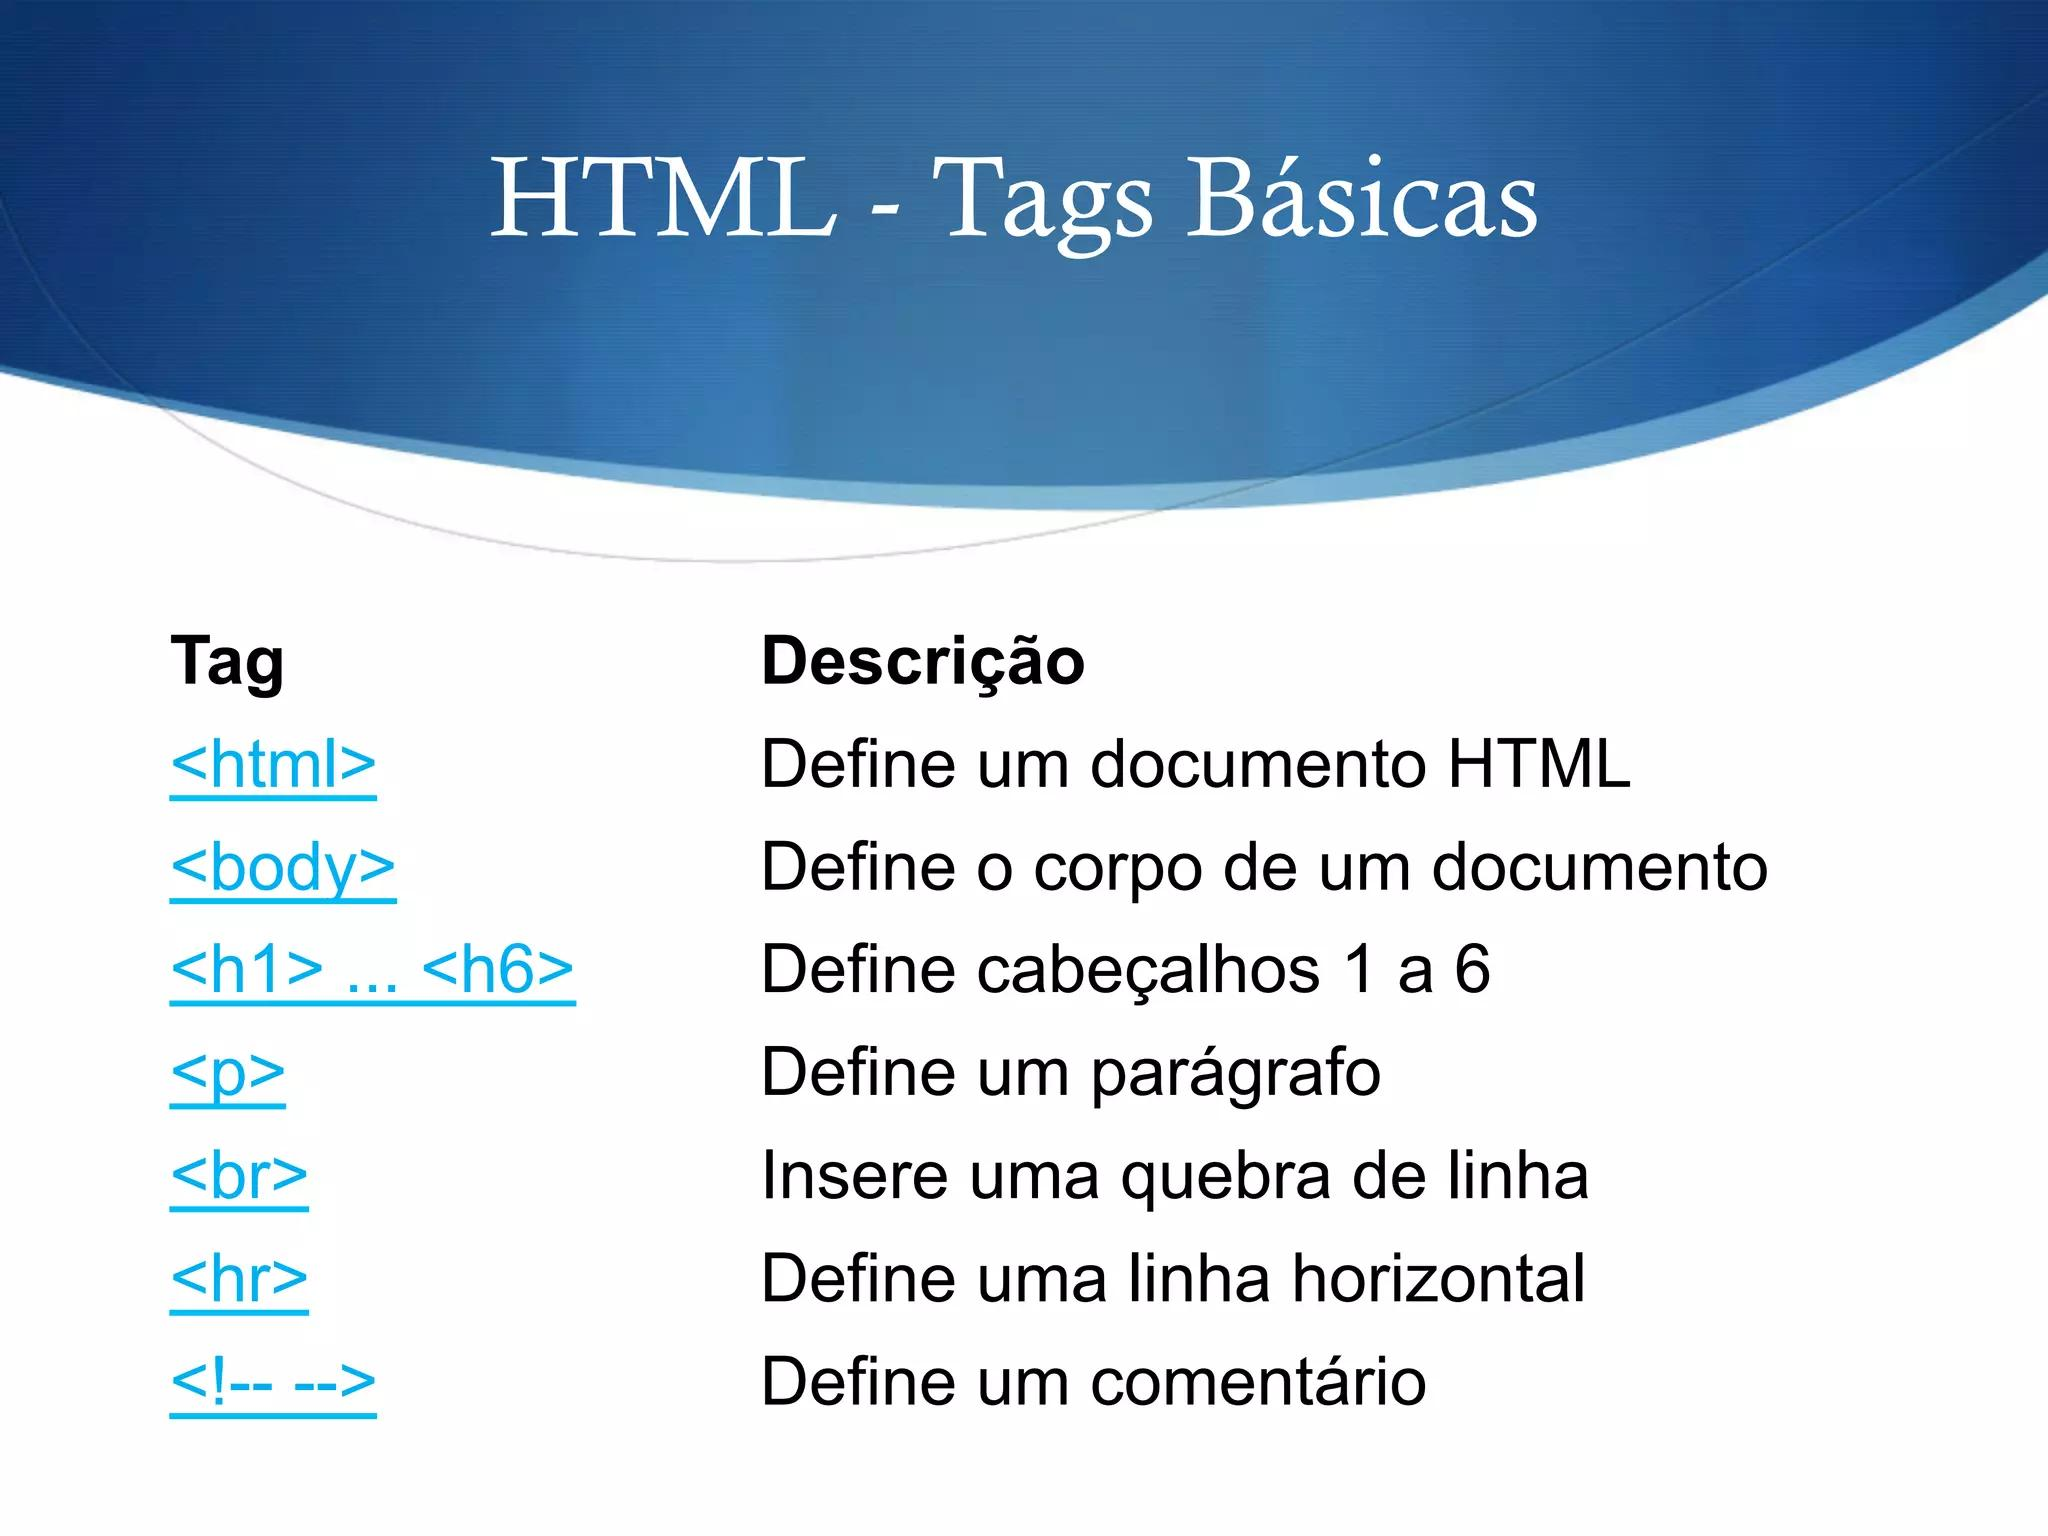 HTML - Tags Básicas
Tag Descrição
<html> Define um documento HTML
<body> Define o corpo de um documento
<h1> ... <h6> Define cabeçalhos 1 a 6
<p> Define um parágrafo
<br> Insere uma quebra de linha
<hr> Define uma linha horizontal
<!-- --> Define um comentário